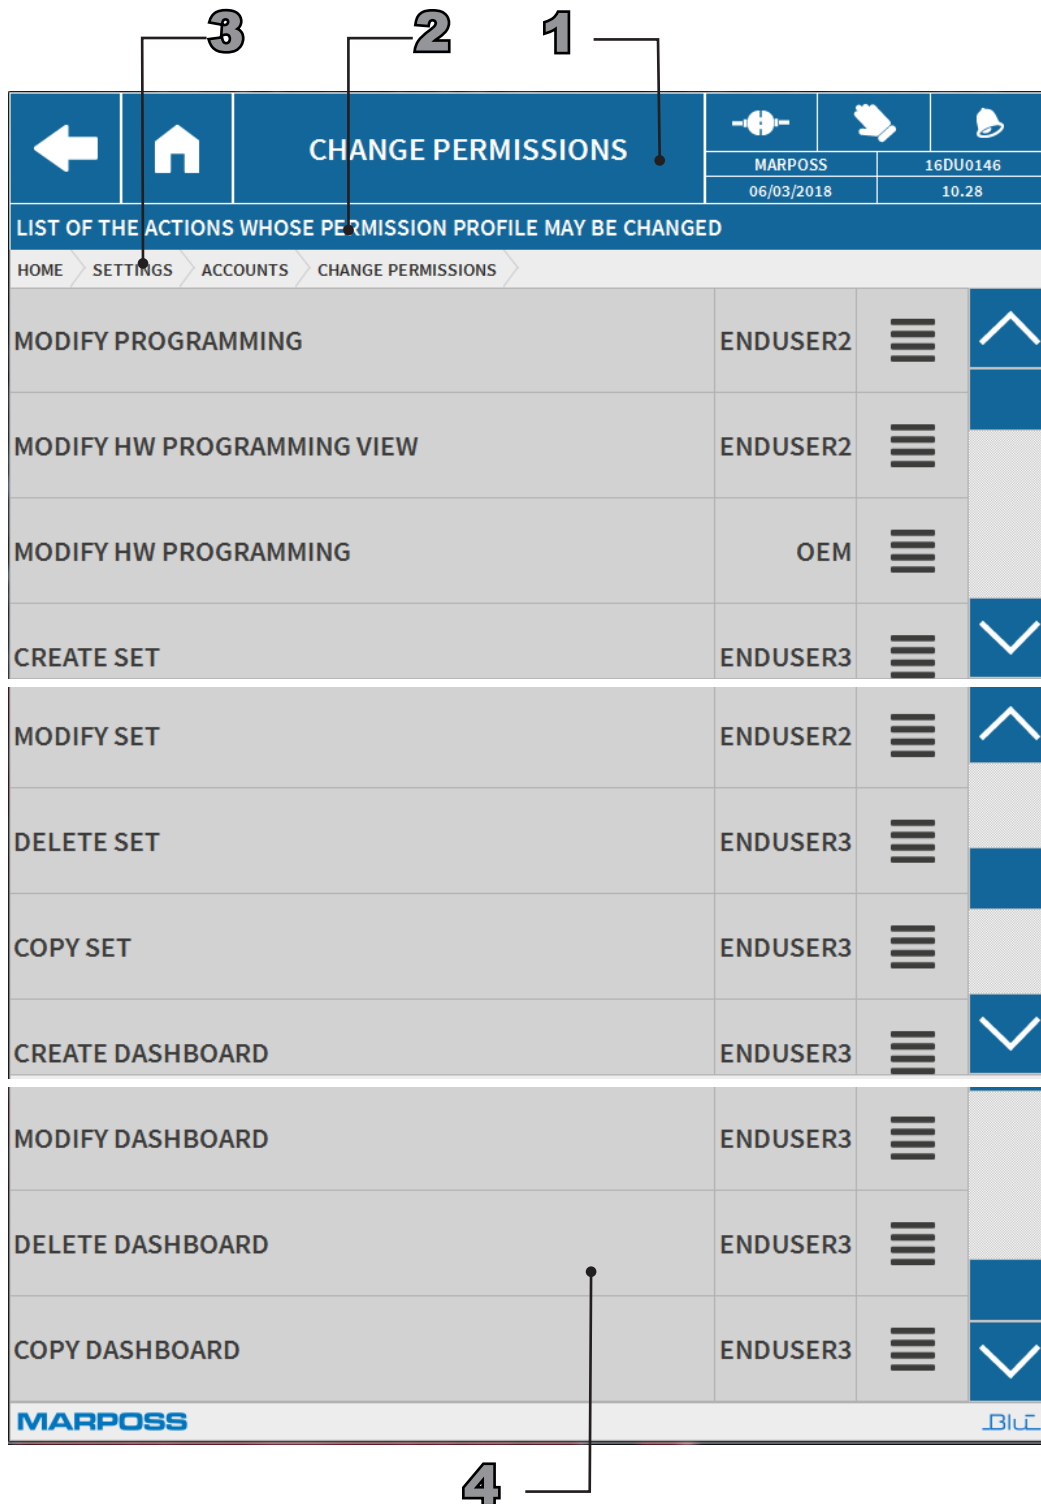 3 2 1
CHANGE PERMISSIONS
MARPOSS 16DU0146
06/03/2018 10.28
LIST OF THE ACTIONS WHOSE PERMISSION PROFILE MAY BE CHANGED
HOME SETTINGS ACCOUNTS CHANGE PERMISSIONS
MODIFY PROGRAMMING ENDUSER2
MODIFY HW PROGRAMMING VIEW ENDUSER2
MODIFY HW PROGRAMMING OEM
CREATE SET ENDUSER3
MODIFY SET ENDUSER2
DELETE SET ENDUSER3
COPY SET ENDUSER3
CREATE DASHBOARD ENDUSER3
MODIFY DASHBOARD ENDUSER3
DELETE DASHBOARD ENDUSER3
COPY DASHBOARD ENDUSER3
MARPOSS Blú
4